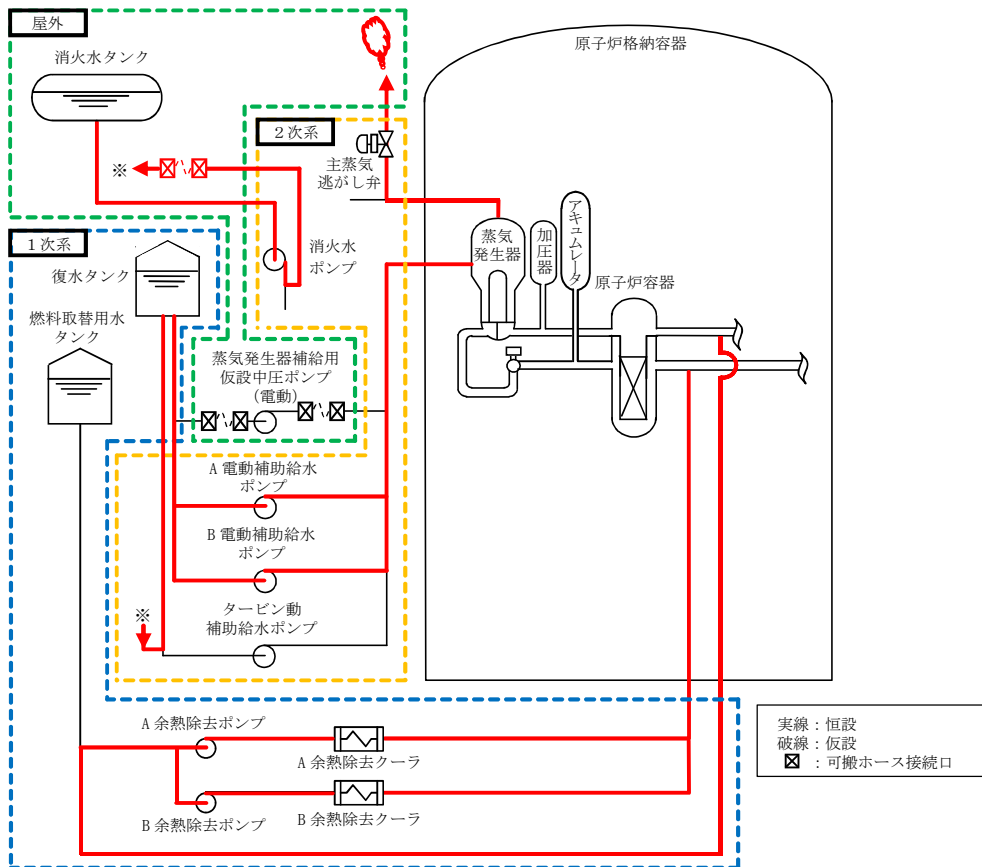 屋外
消火水タンク
原子炉格納容器
2次系
主蒸気
逃がし弁
※
1次系
復水タンク
消火水
ポンプ
蒸気
発生器
加圧器
アキュムレータ
原子炉容器
燃料取替用水
タンク
蒸気発生器補給用
仮設中圧ポンプ
(電動)
A 電動補助給水
ポンプ
B 電動補助給水
ポンプ
タービン動
補助給水ポンプ
※
A 余熱除去ポンプ
A 余熱除去クーラ
B 余熱除去ポンプ
B 余熱除去クーラ
実線：恒設
破線：仮設
：可搬ホース接続口